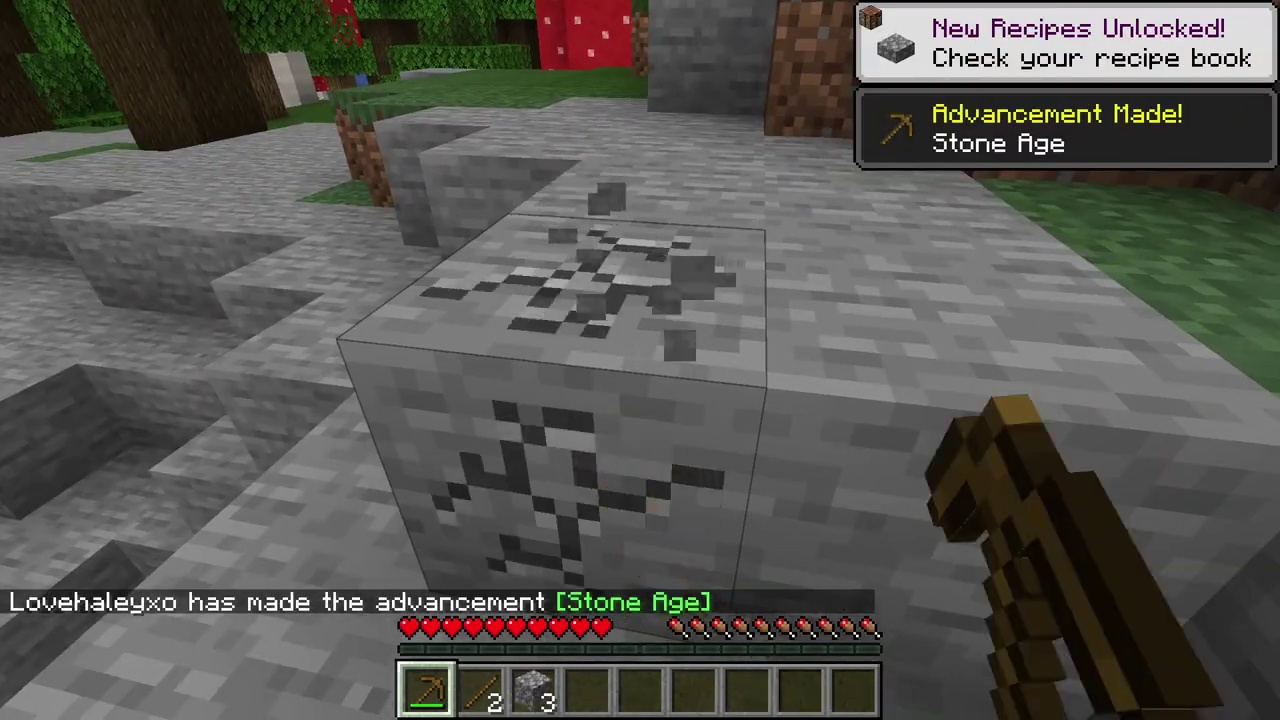 New Recipes Unlocked!
Check your recipe book
Advancement Made!
Stone Age
Lovehaleyxo has made the advancement [Stone Age]
2
3